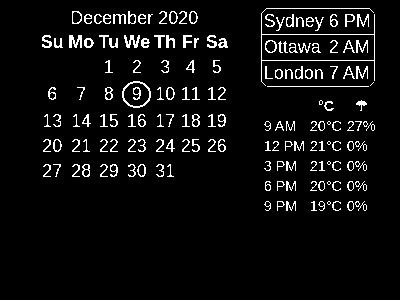 December 2020
Su Mo Tu We Th Fr Sa
1 2 3 4 5
6 7 8 9 10 11 12
13 14 15 16 17 18 19
20 21 22 23 24 25 26
27 28 29 30 31
Sydney 6 PM
Ottawa 2 AM
London 7 AM
°C ☂
9 AM 20°C 27%
12 PM 21°C 0%
3 PM 21°C 0%
6 PM 20°C 0%
9 PM 19°C 0%